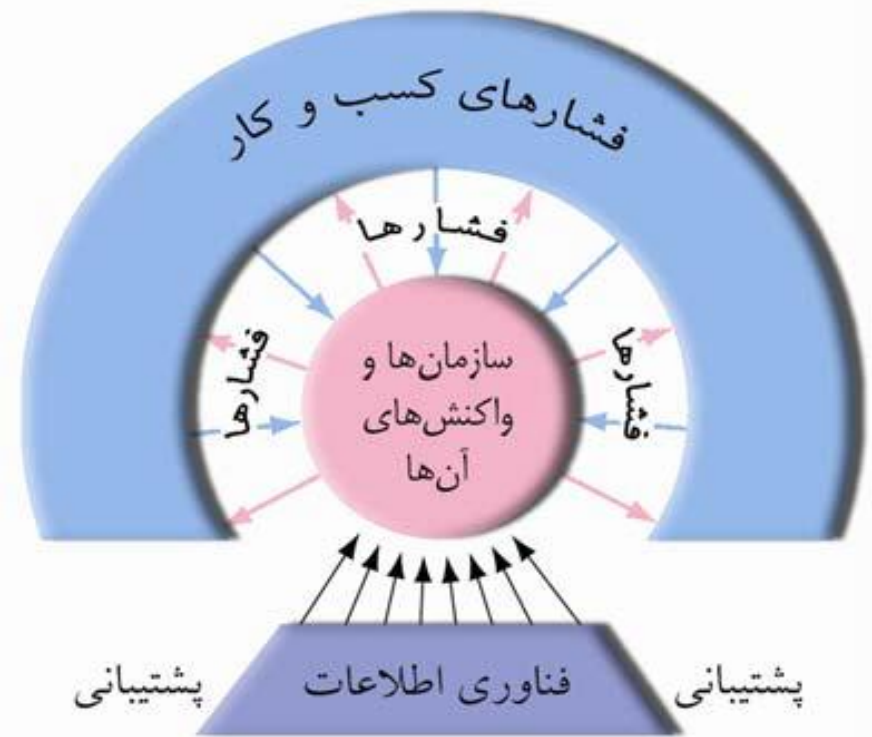 فشارهای کسب و کار
فشارها
فشارها
فشارها
سازمان‌ها و
واکنش‌های
آن‌ها
پشتیبانی
فناوری اطلاعات
پشتیبانی